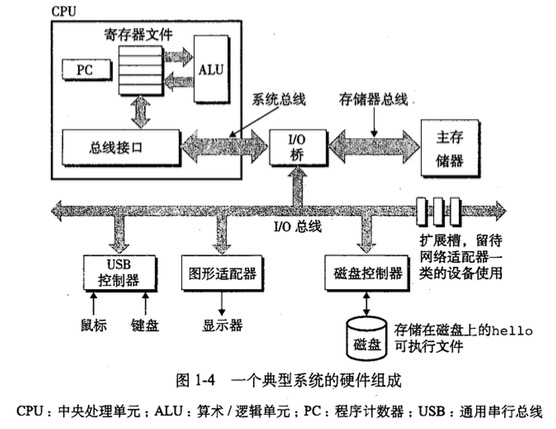 CPU
寄存器文件
PC
ALU
系统总线
存储器总线
总线接口
I/O
桥
主存
储器
I/O 总线
扩展槽，留待
网络适配器一
类的设备使用
USB
控制器
图形适配器
磁盘控制器
鼠标
键盘
显示器
磁盘
存储在磁盘上的hello
可执行文件
图 1-4 一个典型系统的硬件组成
CPU：中央处理单元；ALU：算术/逻辑单元；PC：程序计数器；USB：通用串行总线